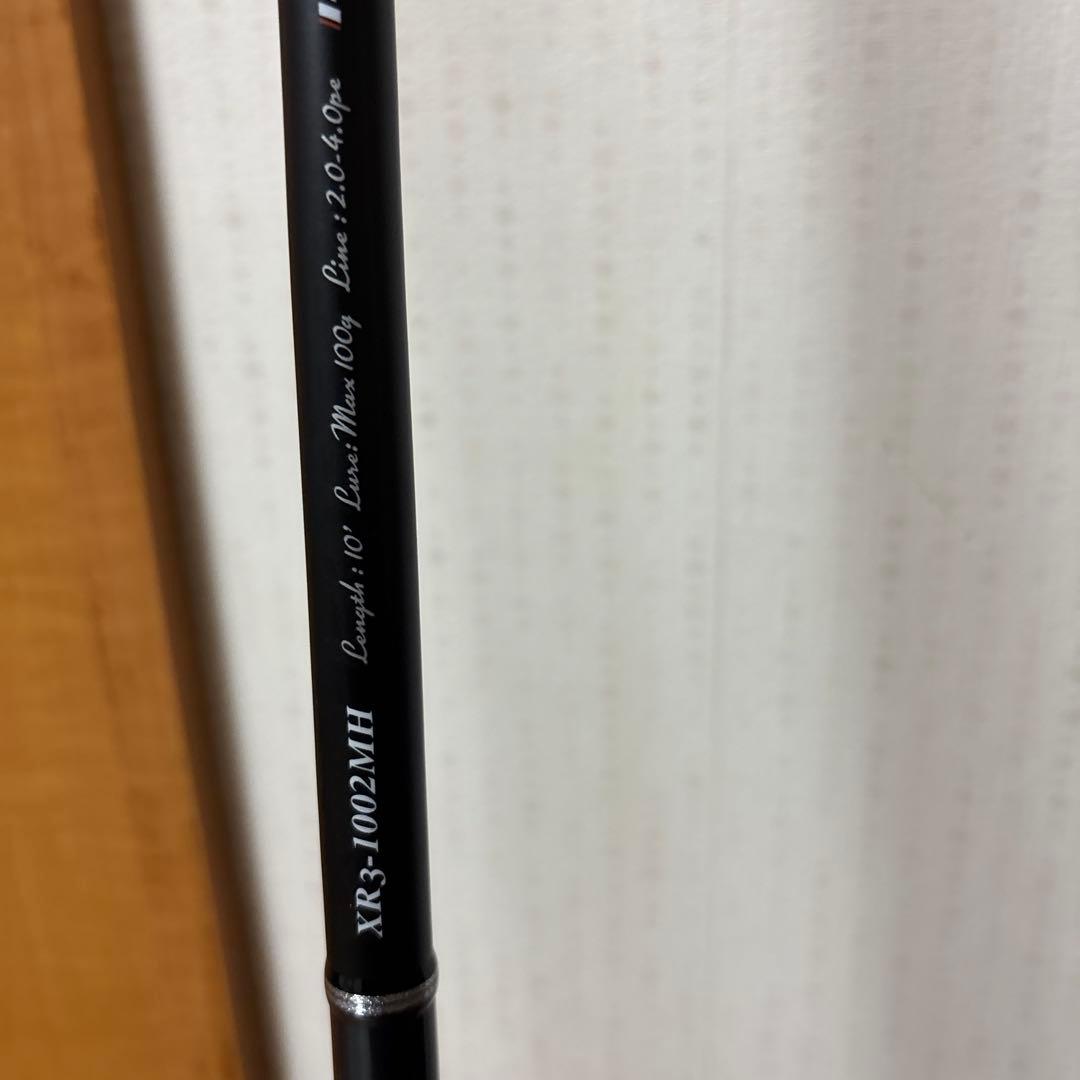 XR3-1002MH Length : 10' Lure: Max 100g Line : 2.0-4.0pe